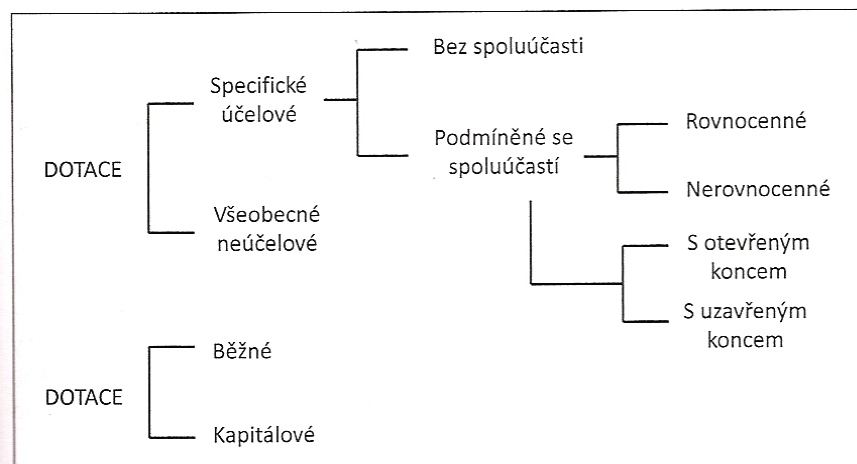 Bez spoluúčasti
Specifické
účelové
Rovnocenné
Podmíněné se
spoluúčastí
DOTACE
Nerovnocenné
Všeobecné
neúčelové
S otevřeným
koncem
S uzavřeným
koncem
Běžné
DOTACE
Kapitálové